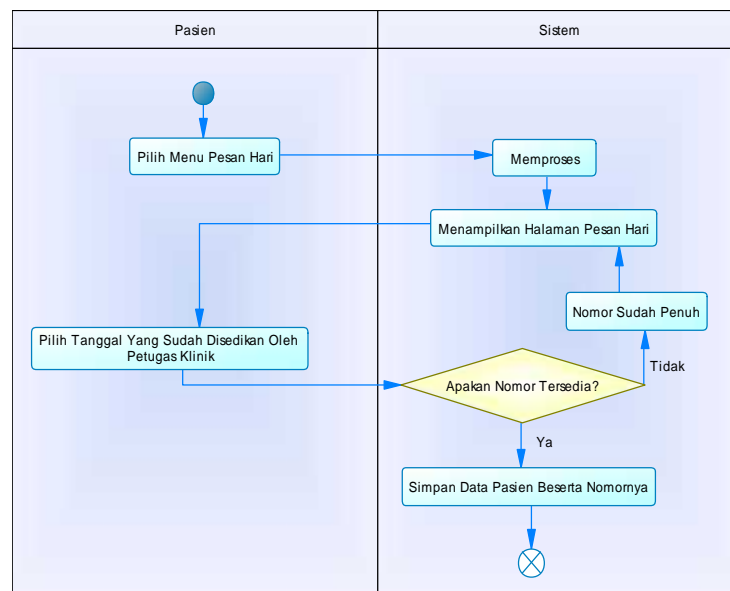 Pasien
Sistem
Pilih Menu Pesan Hari
Memproses
Menampilkan Halaman Pesan Hari
Nomor Sudah Penuh
Pilih Tanggal Yang Sudah Disedikan Oleh
Petugas Klinik
Tidak
Apakan Nomor Tersedia?
Ya
Simpan Data Pasien Beserta Nomornya